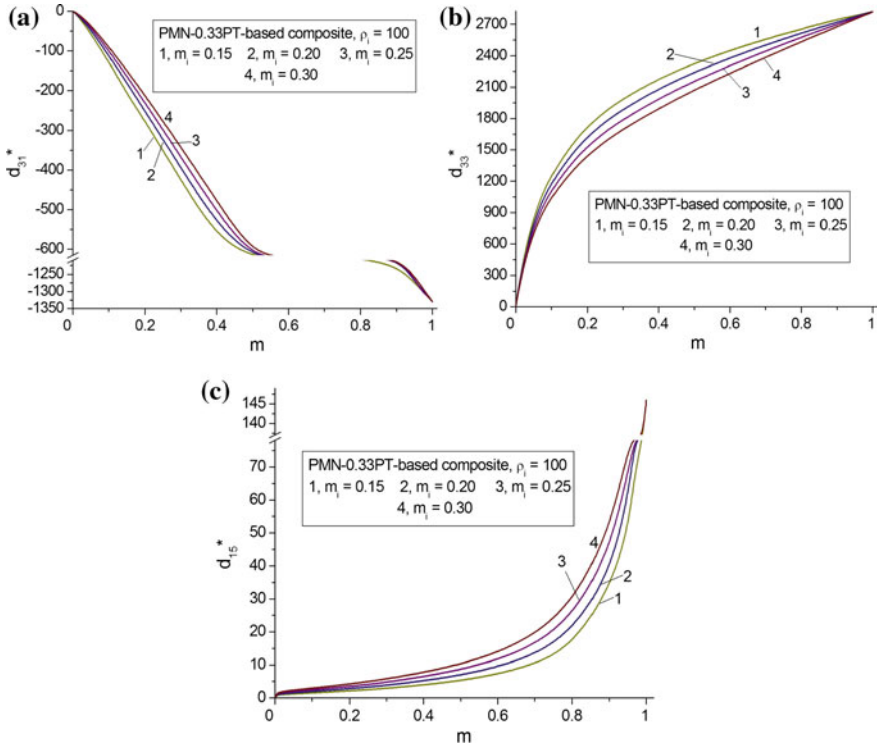 (a)
0
-100
-200
-300
-400
-500
-600
-1250
-1300
-1350
d31*
PMN-0.33PT-based composite, ρi = 100
1, mi = 0.15 2, mi = 0.20 3, mi = 0.25
4, mi = 0.30
4
3
1
2
0 0.2 0.4 0.6 0.8 1
m
(b)
2700
2400
2100
1800
1500
1200
900
600
300
0
d33*
1
2
3
4
PMN-0.33PT-based composite, ρi = 100
1, mi = 0.15 2, mi = 0.20 3, mi = 0.25
4, mi = 0.30
0 0.2 0.4 0.6 0.8 1
m
(c)
145
140
70
60
50
40
30
20
10
0
d15*
PMN-0.33PT-based composite, ρi = 100
1, mi = 0.15 2, mi = 0.20 3, mi = 0.25
4, mi = 0.30
4
3
2
1
0 0.2 0.4 0.6 0.8 1
m